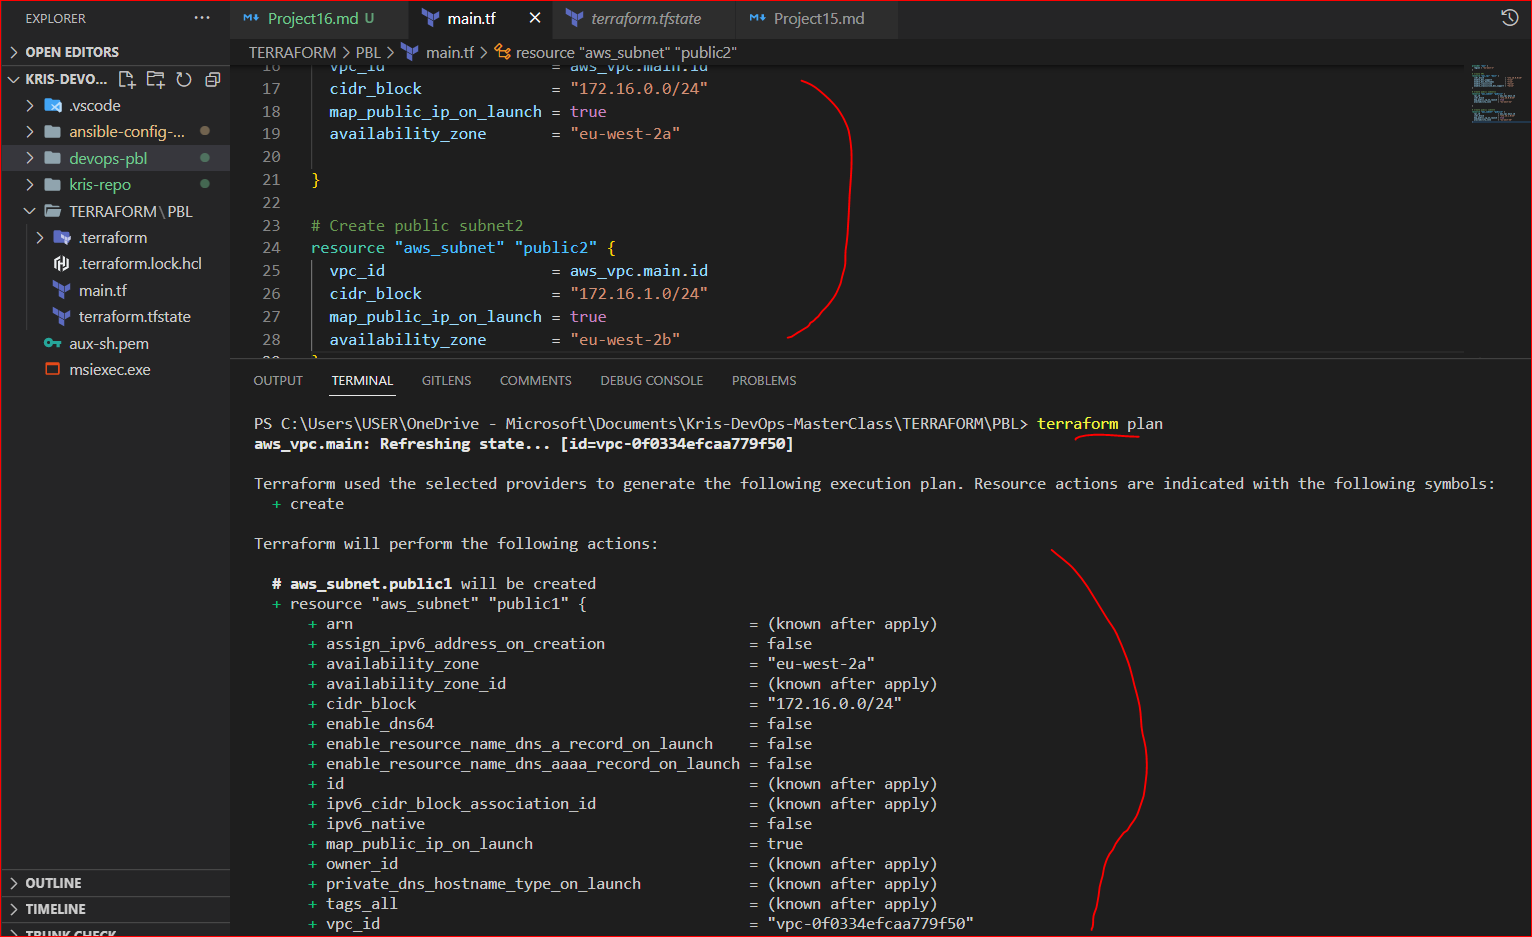 EXPLORER
Project16.md U
main.tf
terraform.tfstate
Project15.md
OPEN EDITORS
TERRAFORM > PBL > main.tf > resource "aws_subnet" "public2"
KRIS-DEVO...
.vscode
ansible-config-...
devops-pbl
kris-repo
TERRAFORM\PBL
.terraform
.terraform.lock.hcl
main.tf
terraform.tfstate
aux-sh.pem
msiexec.exe
OUTLINE
TIMELINE
TRUNK CHECK
16 vpc_id = aws_vpc.main.id
17 cidr_block = "172.16.0.0/24"
18 map_public_ip_on_launch = true
19 availability_zone = "eu-west-2a"
20
21 }
22
23 # Create public subnet2
24 resource "aws_subnet" "public2" {
25 vpc_id = aws_vpc.main.id
26 cidr_block = "172.16.1.0/24"
27 map_public_ip_on_launch = true
28 availability_zone = "eu-west-2b"
OUTPUT TERMINAL GITLENS COMMENTS DEBUG CONSOLE PROBLEMS
PS C:\Users\USER\OneDrive - Microsoft\Documents\Kris-DevOps-MasterClass\TERRAFORM\PBL> terraform plan
aws_vpc.main: Refreshing state... [id=vpc-0f0334efcaa779f50]
Terraform used the selected providers to generate the following execution plan. Resource actions are indicated with the following symbols:
+ create
Terraform will perform the following actions:
# aws_subnet.public1 will be created
+ resource "aws_subnet" "public1" {
+ arn = (known after apply)
+ assign_ipv6_address_on_creation = false
+ availability_zone = "eu-west-2a"
+ availability_zone_id = (known after apply)
+ cidr_block = "172.16.0.0/24"
+ enable_dns64 = false
+ enable_resource_name_dns_a_record_on_launch = false
+ enable_resource_name_dns_aaaa_record_on_launch = false
+ id = (known after apply)
+ ipv6_cidr_block_association_id = (known after apply)
+ ipv6_native = false
+ map_public_ip_on_launch = true
+ owner_id = (known after apply)
+ private_dns_hostname_type_on_launch = (known after apply)
+ tags_all = (known after apply)
+ vpc_id = "vpc-0f0334efcaa779f50"